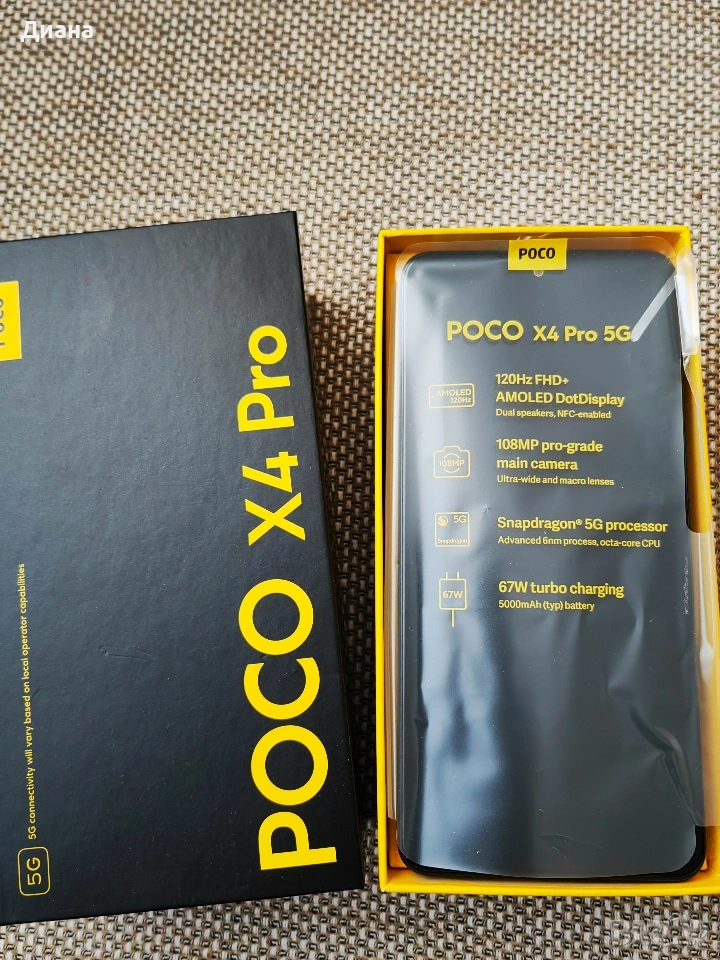 Диана
POCO
POCO X4 Pro
5G connectivity will vary based on local operator capabilities
5G
POCO
POCO X4 Pro 5G
AMOLED
120Hz
120Hz FHD+
AMOLED DotDisplay
Dual speakers, NFC-enabled
108MP
108MP pro-grade
main camera
Ultra-wide and macro lenses
5G
Snapdragon
Snapdragon® 5G processor
Advanced 6nm process, octa-core CPU
67W
67W turbo charging
5000mAh (typ) battery